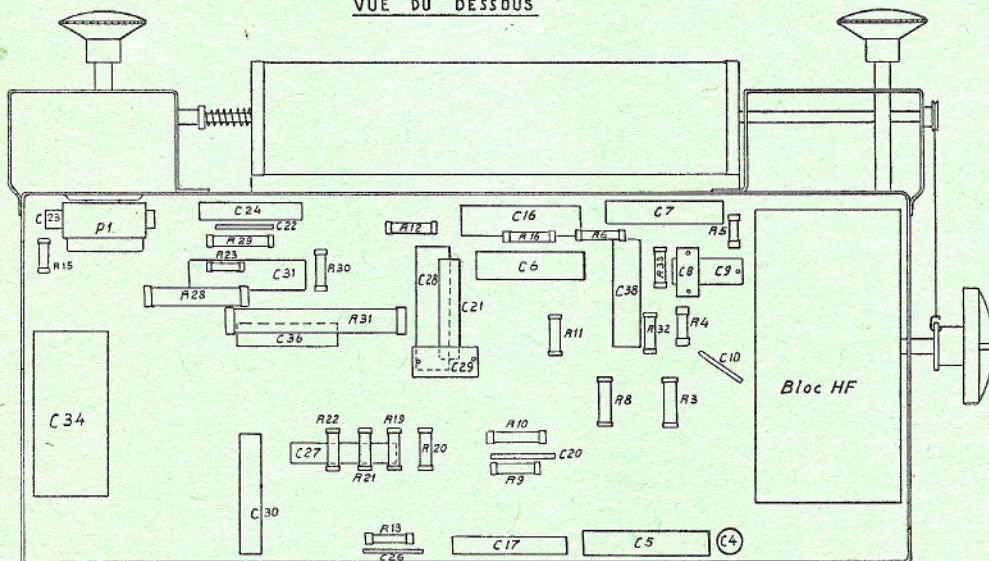 VUE DU DESSOUS
C 23
P1.
R15
C24
C22
R29
R23
C31
R30
R28
R31
C36
R12
C16
R16
R6
C7
R5
C6
C28
C21
C29
C38
R33
C8
C9
R11
R32
R4
C10
R8
R3
Bloc HF
C34
R22
R19
C27
R21
R20
R10
C20
R9
C30
R13
C26
C17
C5
C4